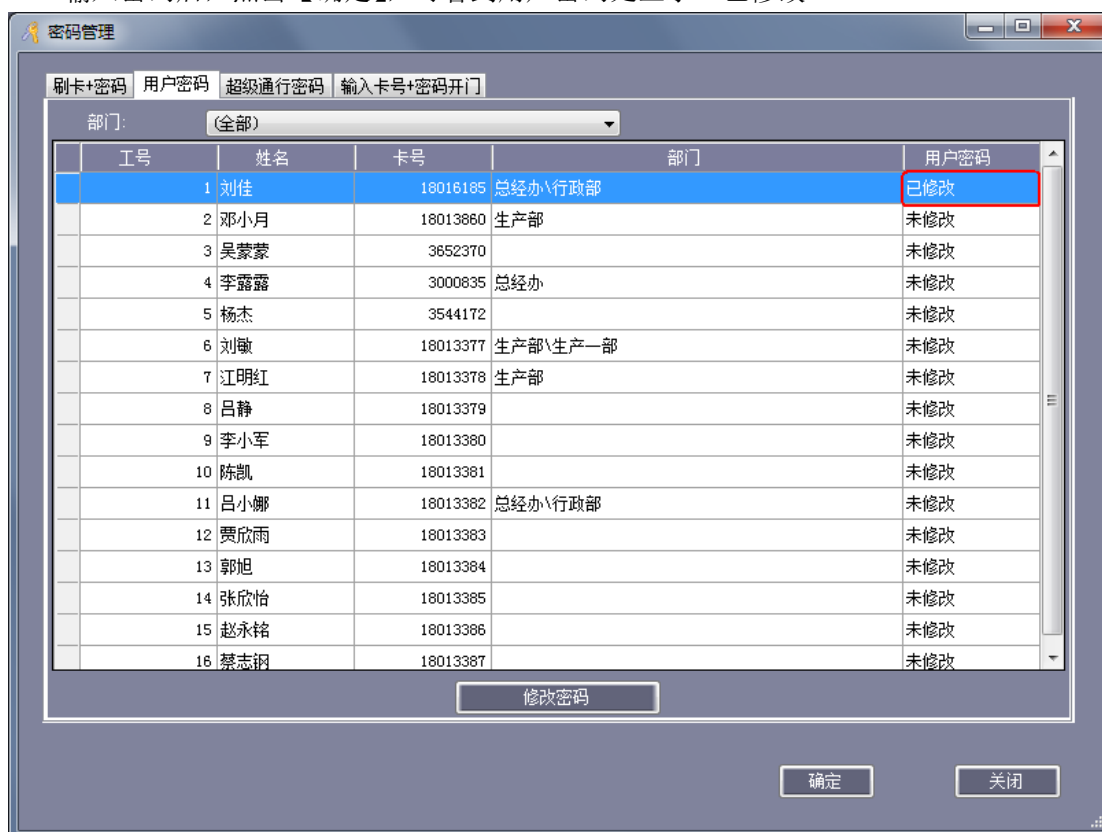 密码管理
刷卡+密码 用户密码 超级通行密码 输入卡号+密码开门
部门: (全部)
工号 姓名 卡号 部门 用户密码
1 刘佳 18016185 总经办\行政部 已修改
2 邓小月 18013860 生产部 未修改
3 吴蒙蒙 3652370 未修改
4 李露露 3000835 总经办 未修改
5 杨杰 3544172 未修改
6 刘敏 18013377 生产部\生产一部 未修改
7 江明红 18013378 生产部 未修改
8 吕静 18013379 未修改
9 李小军 18013380 未修改
10 陈凯 18013381 未修改
11 吕小娜 18013382 总经办\行政部 未修改
12 贾欣雨 18013383 未修改
13 郭旭 18013384 未修改
14 张欣怡 18013385 未修改
15 赵永铭 18013386 未修改
16 蔡志钢 18013387 未修改
修改密码
确定 关闭